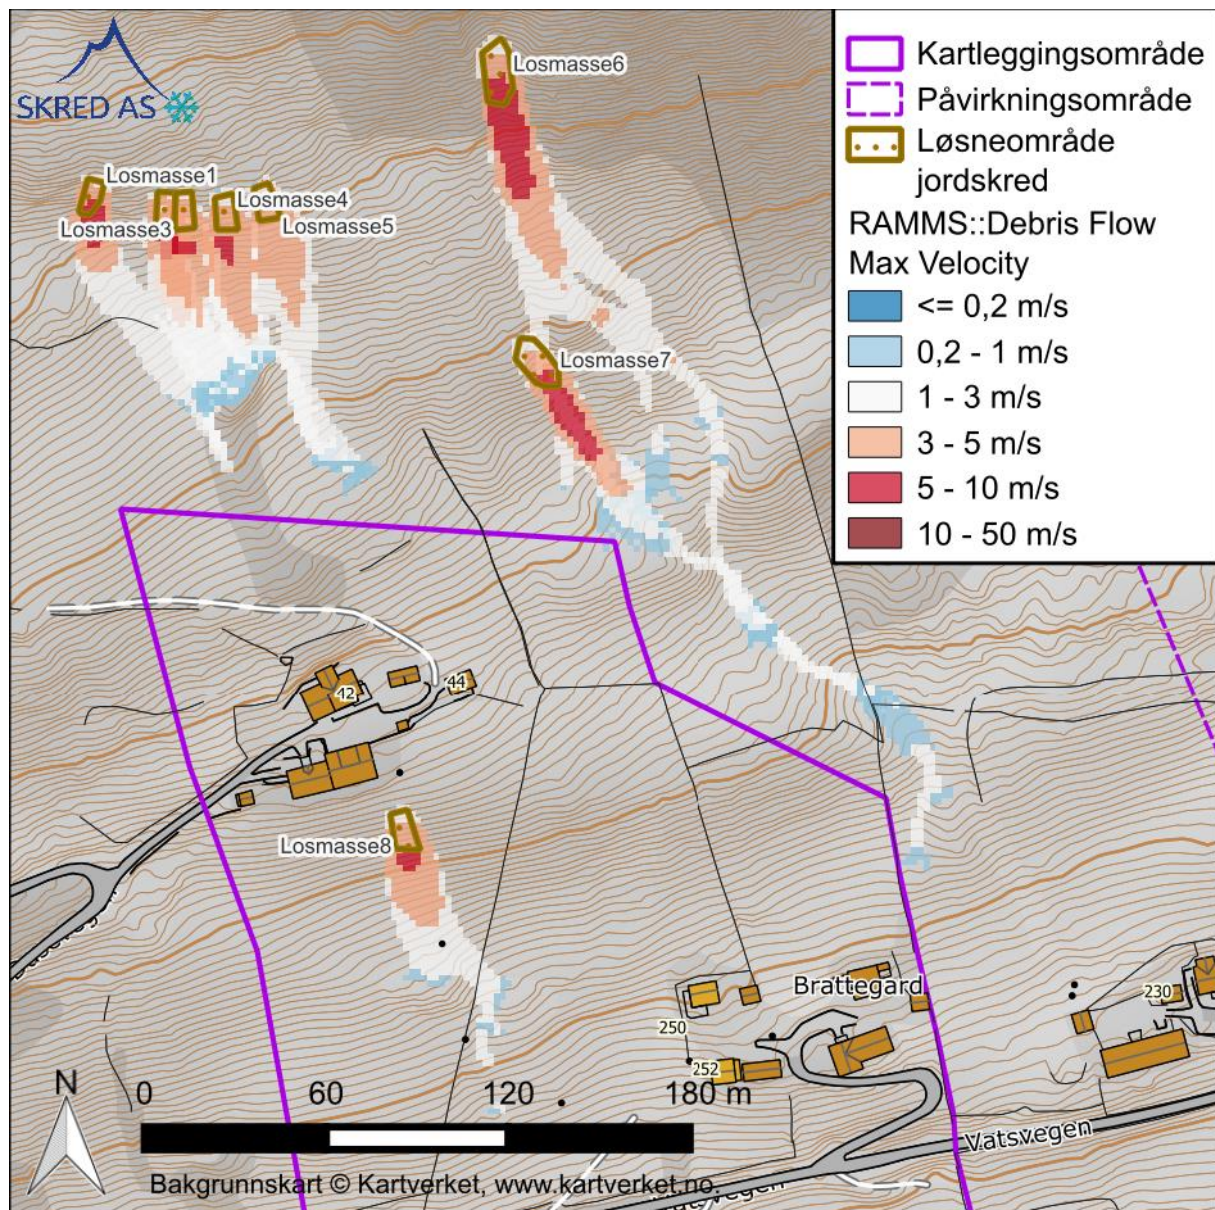 SKRED AS
Losmasse6
Losmasse1
Losmasse4
Losmasse3
Losmasse5
Losmasse7
Kartleggingsområde
Påvirkningsområde
Løsneområde
jordskred
RAMMS::Debris Flow
Max Velocity
<= 0,2 m/s
0,2 - 1 m/s
1 - 3 m/s
3 - 5 m/s
5 - 10 m/s
10 - 50 m/s
42
44
Losmasse8
Brattegard
250
252
230
Vatsvegen
N
0 60 120 180 m
Bakgrunnskart © Kartverket, www.kartverket.no.